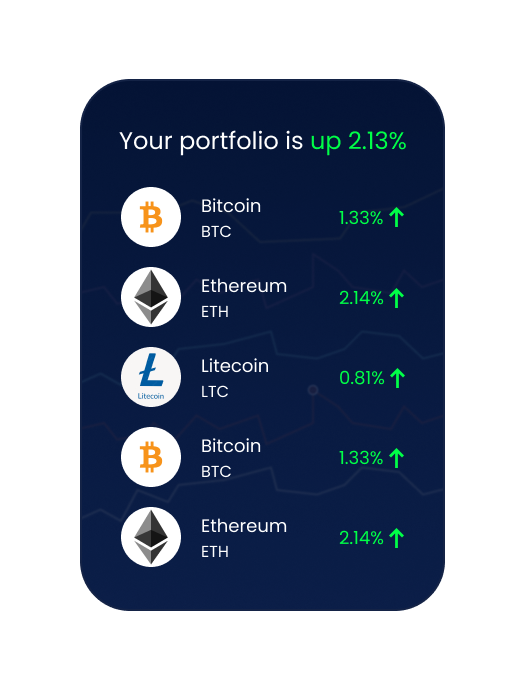 Your portfolio is up 2.13%
Bitcoin
BTC
1.33%
Ethereum
ETH
2.14%
Litecoin
Litecoin
LTC
0.81%
Bitcoin
BTC
1.33%
Ethereum
ETH
2.14%